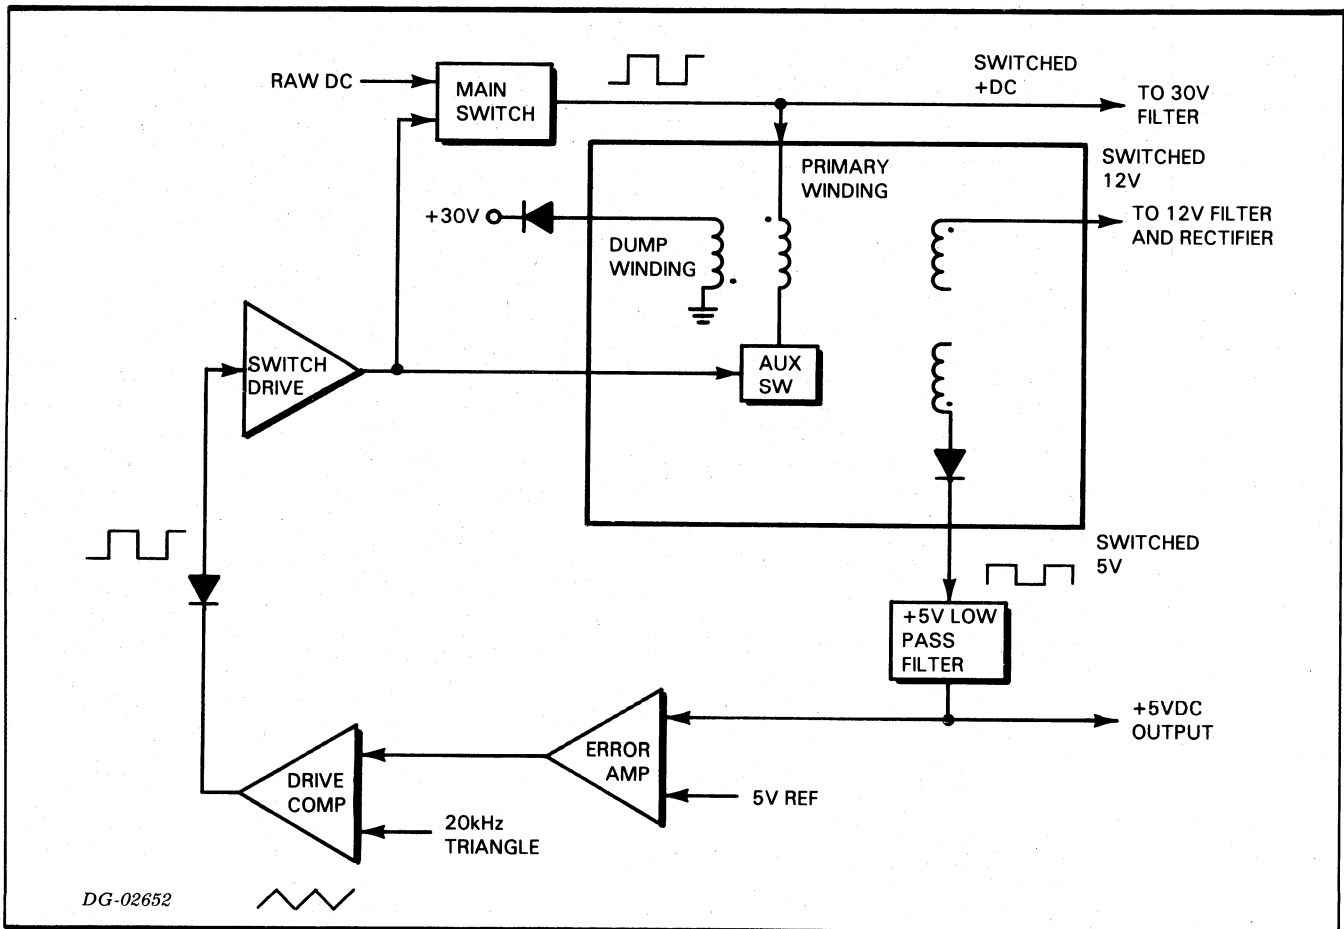 RAW DC
MAIN
SWITCH
SWITCHED
+DC
TO 30V
FILTER
SWITCHED
12V
PRIMARY
WINDING
+30V
DUMP
WINDING
TO 12V FILTER
AND RECTIFIER
SWITCH
DRIVE
AUX
SW
SWITCHED
5V
+5V LOW
PASS
FILTER
+5VDC
OUTPUT
ERROR
AMP
5V REF
DRIVE
COMP
20kHz
TRIANGLE
DG-02652